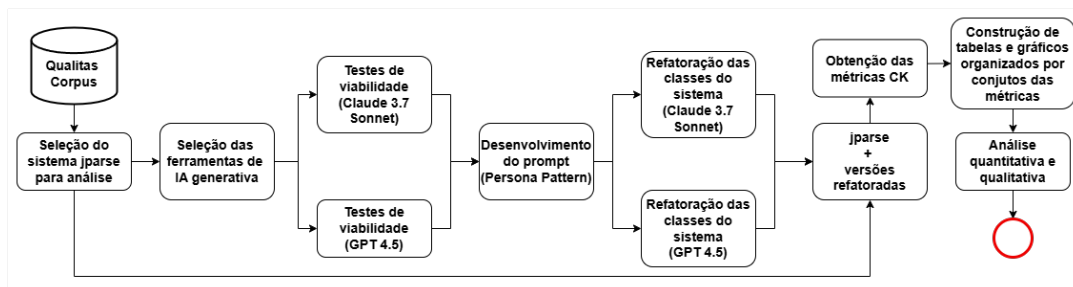 Qualitas
Corpus
Seleção do
sistema jparse
para análise
Seleção das
ferramentas de
IA generativa
Testes de
viabilidade
(Claude 3.7
Sonnet)
Testes de
viabilidade
(GPT 4.5)
Desenvolvimento
do prompt
(Persona Pattern)
Refatoração das
classes do
sistema
(Claude 3.7
Sonnet)
Refatoração das
classes do
sistema
(GPT 4.5)
jparse
+
versões
refatoradas
Obtenção das
métricas CK
Construção de
tabelas e gráficos
organizados por
conjutos das
métricas
Análise
quantitativa e
qualitativa